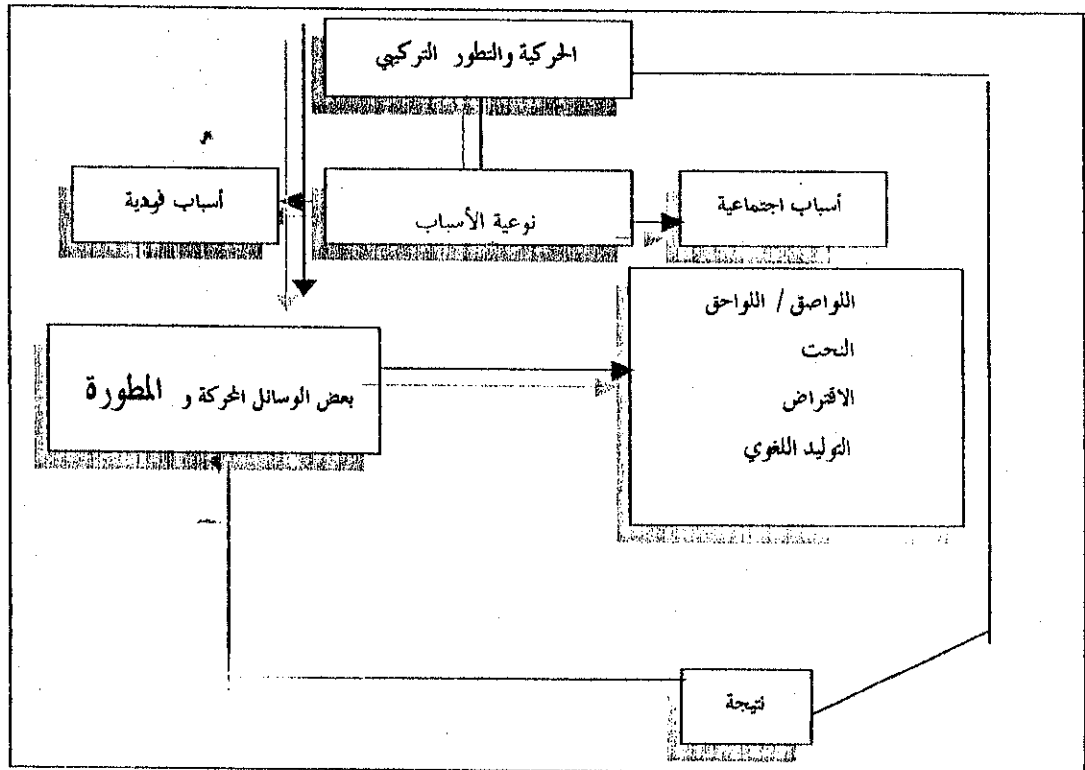 الحركية والتطور التركيبي
أسباب اجتماعية
نوعية الأسباب
أسباب فردية
اللواصق / اللواحق
النحت
الاقتراض
التوليد اللغوي
بعض الوسائل المحركة و المطورة
نتيجة